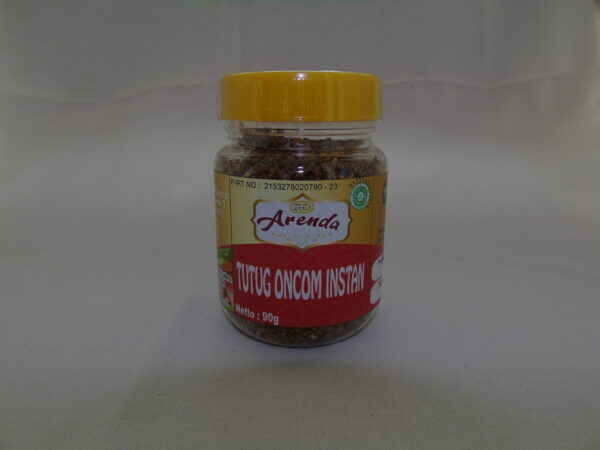 P-IRT NO : 2153278020780 - 23
Arenda
TUTUG ONCOM INSTAN
Netto : 90g